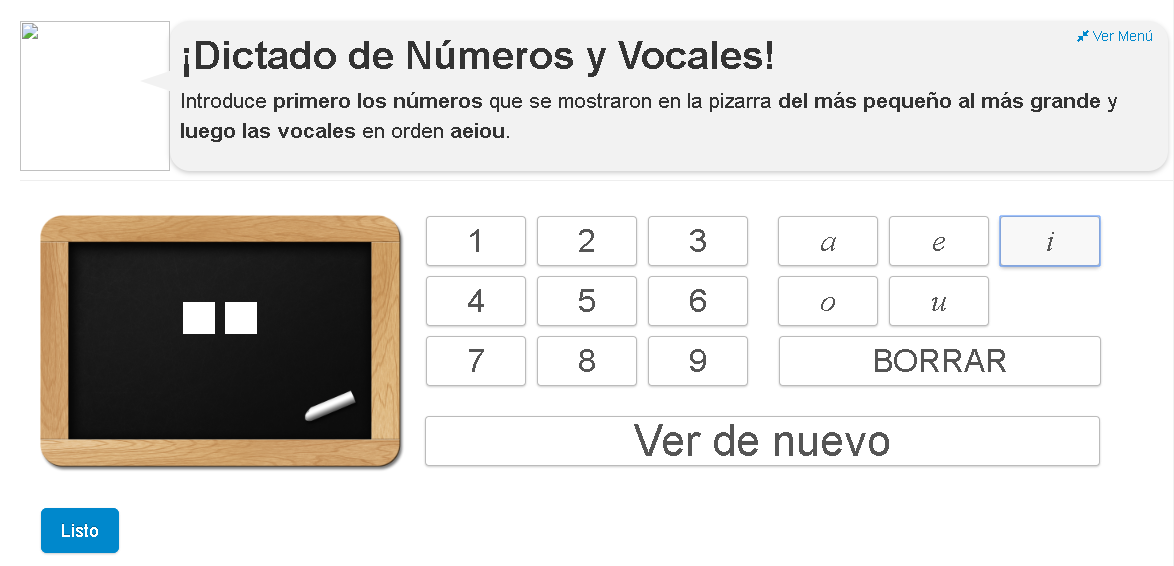 ¡Dictado de Números y Vocales!
Ver Menú
Introduce primero los números que se mostraron en la pizarra del más pequeño al más grande y
luego las vocales en orden aeiou.
1 2 3 a e i
4 5 6 o u
7 8 9 BORRAR
Ver de nuevo
Listo